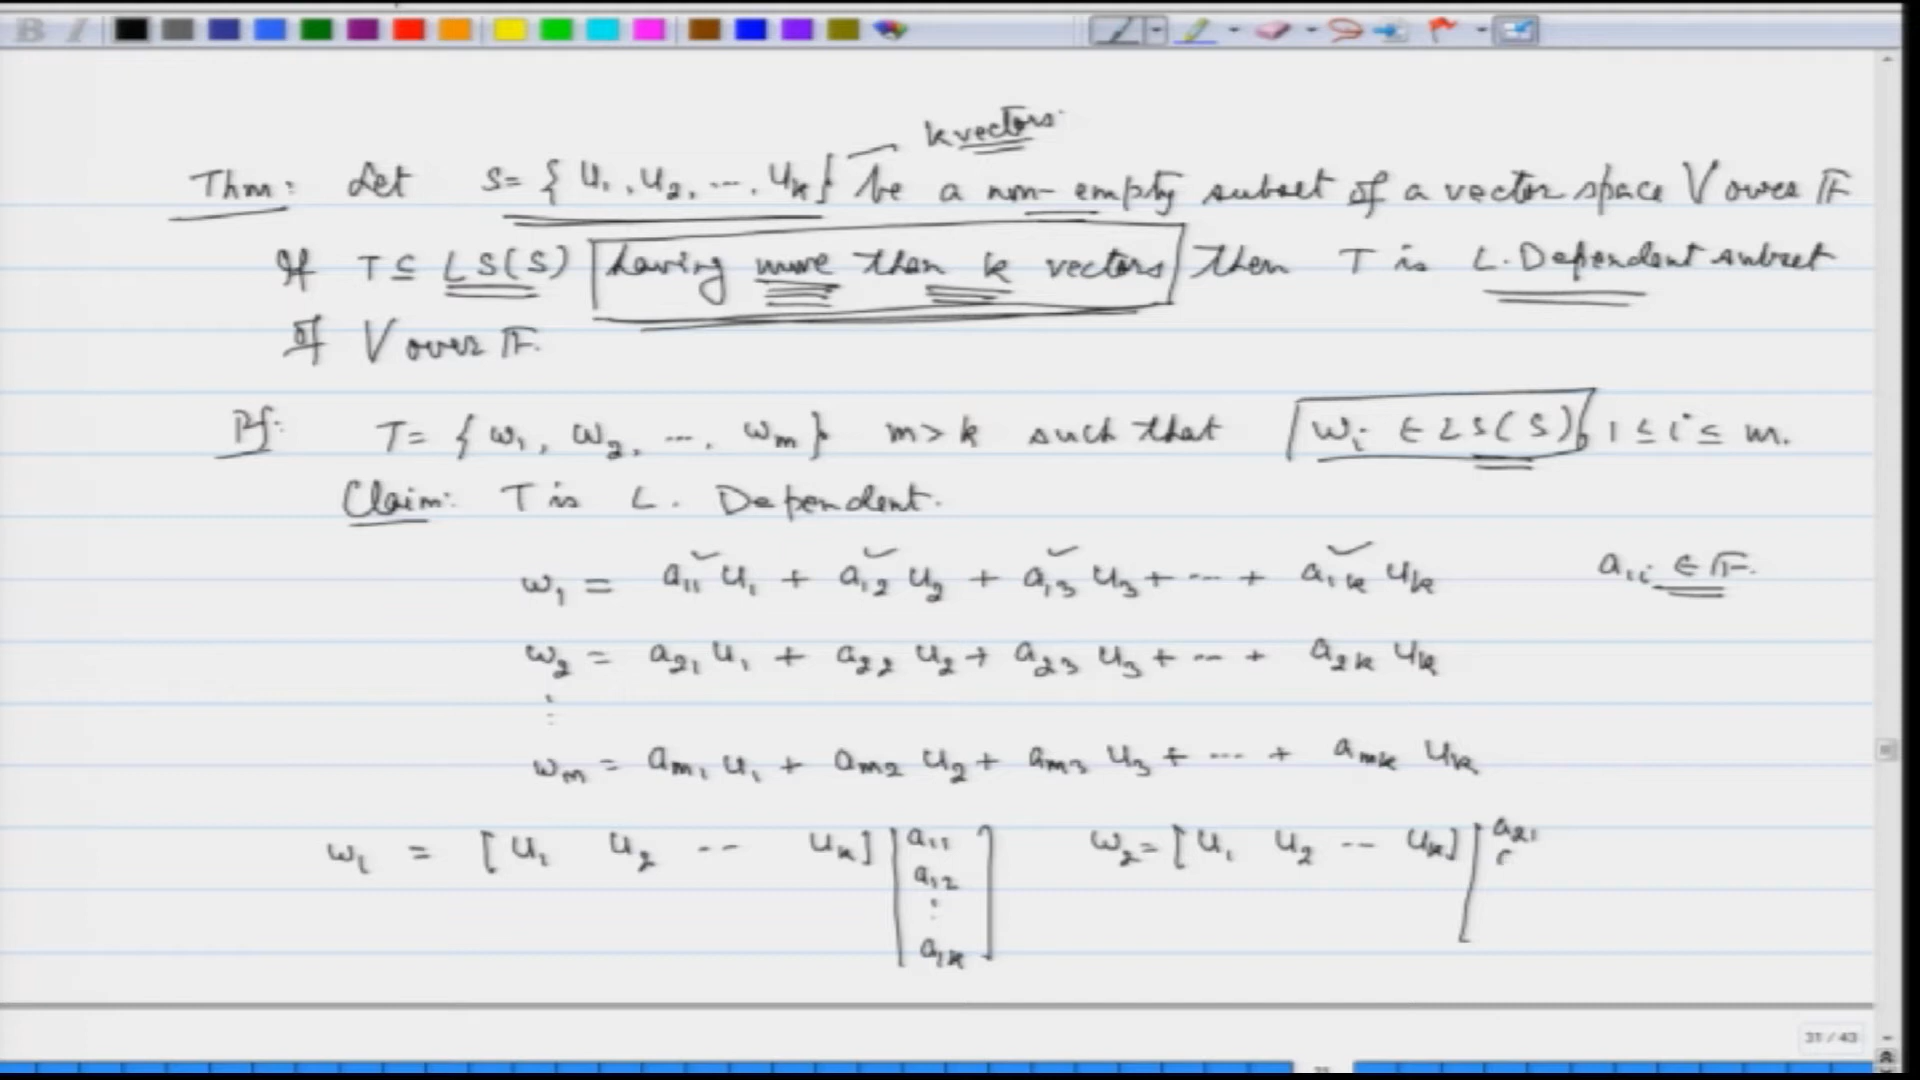 B I
k vectors.
Thm: Let S= { u₁, u₂, ..., uₖ} be a non-empty subset of a vector space V over 𝔽
If T ⊆ LS(S) having more than k vectors then T is L. Dependent subset
of V over 𝔽.
Pf: T= { w₁, w₂, ..., wₘ} m>k such that wᵢ ∈ LS(S), 1 ≤ i ≤ m.
Claim: T is L. Dependent.
w₁ = a₁₁ u₁ + a₁₂ u₂ + a₁₃ u₃ + ... + a₁ₖ uₖ a₁ᵢ ∈ 𝔽.
w₂ = a₂₁ u₁ + a₂₂ u₂ + a₂₃ u₃ + ... + a₂ₖ uₖ
⋮
wₘ = aₘ₁ u₁ + aₘ₂ u₂ + aₘ₃ u₃ + ... + aₘₖ uₖ
w₁ = [u₁ u₂ -- uₖ] [a₁₁ a₁₂ ⋮ a₁ₖ] w₂ = [u₁ u₂ -- uₖ] [a₂₁
31 / 43